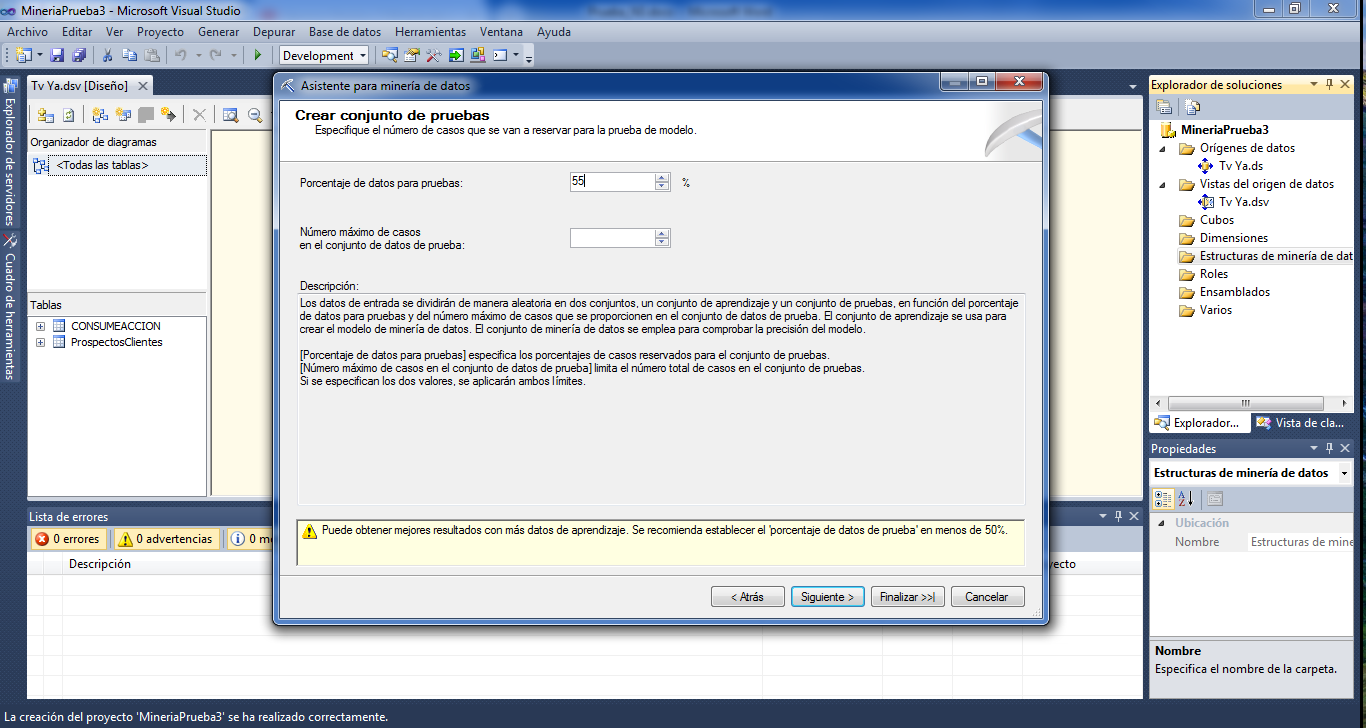 MineriaPrueba3 - Microsoft Visual Studio
Archivo Editar Ver Proyecto Generar Depurar Base de datos Herramientas Ventana Ayuda
Development
Explorador de servidores
Cuadro de herramientas
Tv Ya.dsv [Diseño]
Organizador de diagramas
<Todas las tablas>
Tablas
CONSUMEACCION
ProspectosClientes
Asistente para minería de datos
Crear conjunto de pruebas
Especifique el número de casos que se van a reservar para la prueba de modelo.
Porcentaje de datos para pruebas: 55 %
Número máximo de casos
en el conjunto de datos de prueba:
Descripción:
Los datos de entrada se dividirán de manera aleatoria en dos conjuntos, un conjunto de aprendizaje y un conjunto de pruebas, en función del porcentaje
de datos para pruebas y del número máximo de casos que se proporcionen en el conjunto de datos de prueba. El conjunto de aprendizaje se usa para
crear el modelo de minería de datos. El conjunto de minería de datos se emplea para comprobar la precisión del modelo.
[Porcentaje de datos para pruebas] especifica los porcentajes de casos reservados para el conjunto de pruebas.
[Número máximo de casos en el conjunto de datos de prueba] limita el número total de casos en el conjunto de pruebas.
Si se especifican los dos valores, se aplicarán ambos límites.
Puede obtener mejores resultados con más datos de aprendizaje. Se recomienda establecer el 'porcentaje de datos de prueba' en menos de 50%.
< Atrás Siguiente > Finalizar >>| Cancelar
Explorador de soluciones
MineriaPrueba3
Orígenes de datos
Tv Ya.ds
Vistas del origen de datos
Tv Ya.dsv
Cubos
Dimensiones
Estructuras de minería de dat
Roles
Ensamblados
Varios
Explorador... Vista de cla...
Propiedades
Estructuras de minería de datos
Ubicación
Nombre Estructuras de mine
Nombre
Especifica el nombre de la carpeta.
Lista de errores
0 errores 0 advertencias 0 m
Descripción yecto
La creación del proyecto 'MineriaPrueba3' se ha realizado correctamente.